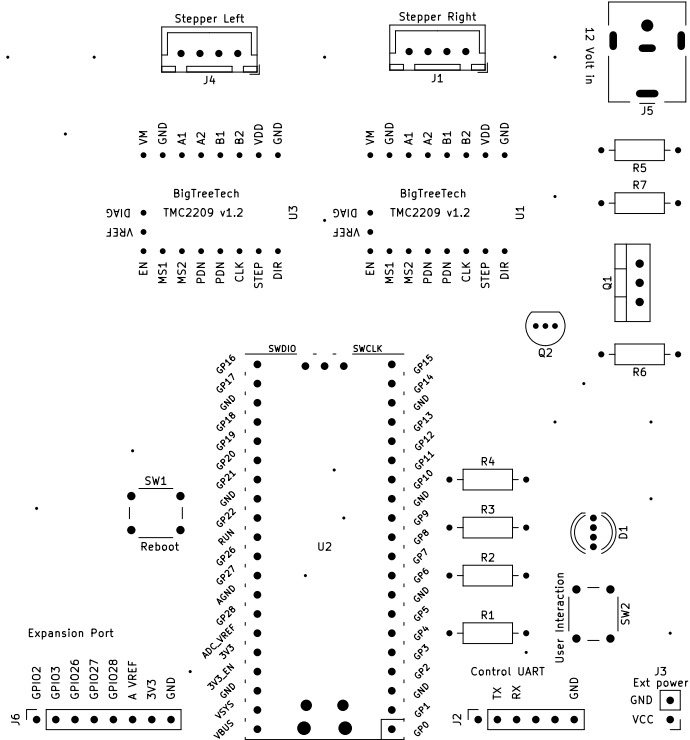 Stepper Left
J4
Stepper Right
J1
12 Volt in
J5
VM GND A1 A2 B1 B2 VDD GND
BigTreeTech
TMC2209 v1.2
DIAG
VREF
U3
EN MS1 MS2 PDN PDN CLK STEP DIR
VM GND A1 A2 B1 B2 VDD GND
BigTreeTech
TMC2209 v1.2
DIAG
VREF
U1
EN MS1 MS2 PDN PDN CLK STEP DIR
R5
R7
Q1
Q2
R6
SWDIO
SWCLK
GP16
GP17
GND
GP18
GP19
GP20
GP21
GND
GP22
RUN
GP26
GP27
AGND
GP28
ADC_VREF
3V3
3V3_EN
GND
VSYS
VBUS
U2
GP15
GP14
GND
GP13
GP12
GP11
GP10
GND
GP9
GP8
GP7
GP6
GND
GP5
GP4
GP3
GP2
GND
GP1
GP0
SW1
Reboot
R4
R3
R2
R1
D1
User Interaction
SW2
Expansion Port
GPIO2 GPIO3 GPIO26 GPIO27 GPIO28 A VREF 3V3 GND
J6
Control UART
TX RX GND
J2
J3
Ext power
GND
VCC